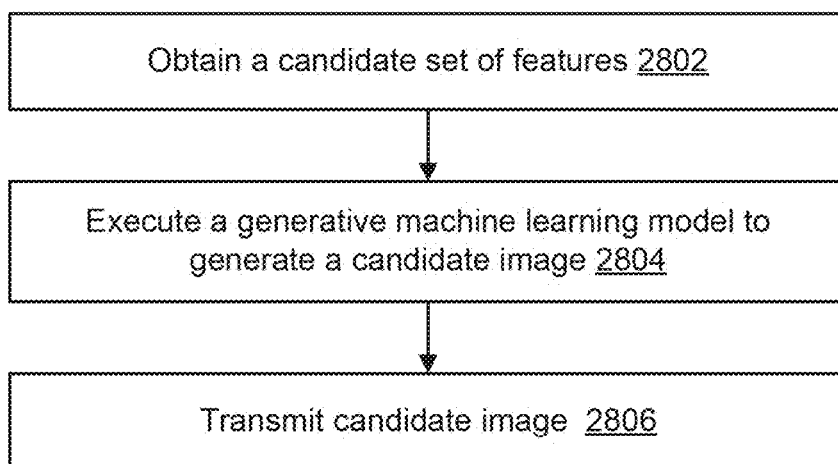 Obtain a candidate set of features 2802
Execute a generative machine learning model to
generate a candidate image 2804
Transmit candidate image 2806